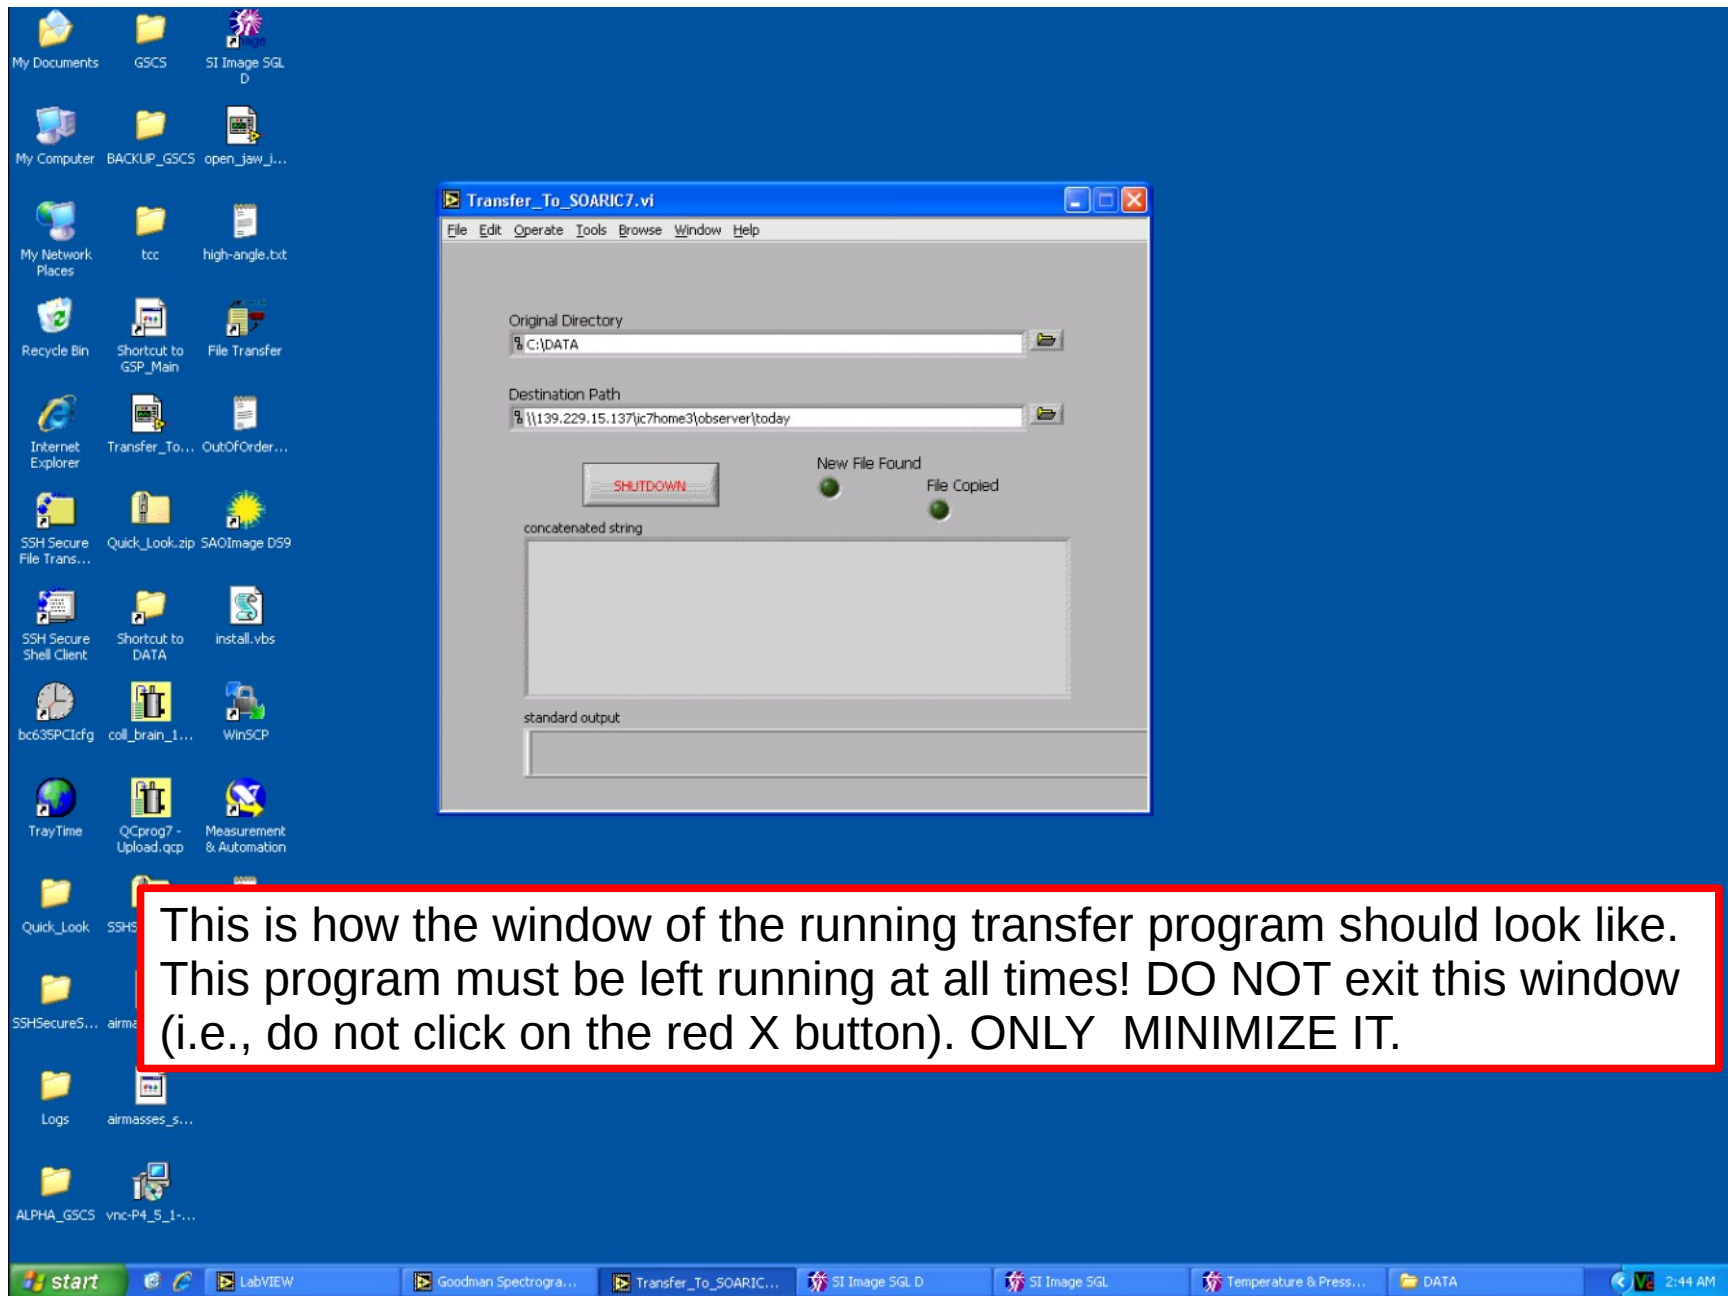 My Documents
GSCS
SI Image SGL
D
My Computer
BACKUP_GSCS
open_jaw_i...
My Network
Places
tcc
high-angle.txt
Recycle Bin
Shortcut to
GSP_Main
File Transfer
Internet
Explorer
Transfer_To...
OutOfOrder...
SSH Secure
File Trans...
Quick_Look.zip
SAOImage DS9
SSH Secure
Shell Client
Shortcut to
DATA
install.vbs
bc635PCIcfg
coll_brain_1...
WinSCP
TrayTime
QCprog7 -
Upload.qcp
Measurement
& Automation
Quick_Look
SSHSecureS...
Logs
airmasses_s...
ALPHA_GSCS
vnc-P4_5_1-...
Transfer_To_SOARIC7.vi
File Edit Operate Tools Browse Window Help
Original Directory
C:\DATA
Destination Path
\\139.229.15.137\ic7home3\observer\today
SHUTDOWN
New File Found
File Copied
concatenated string
standard output
This is how the window of the running transfer program should look like.
This program must be left running at all times! DO NOT exit this window
(i.e., do not click on the red X button). ONLY MINIMIZE IT.
start
LabVIEW
Goodman Spectrogra...
Transfer_To_SOARIC...
SI Image SGL D
SI Image SGL
Temperature & Press...
DATA
2:44 AM